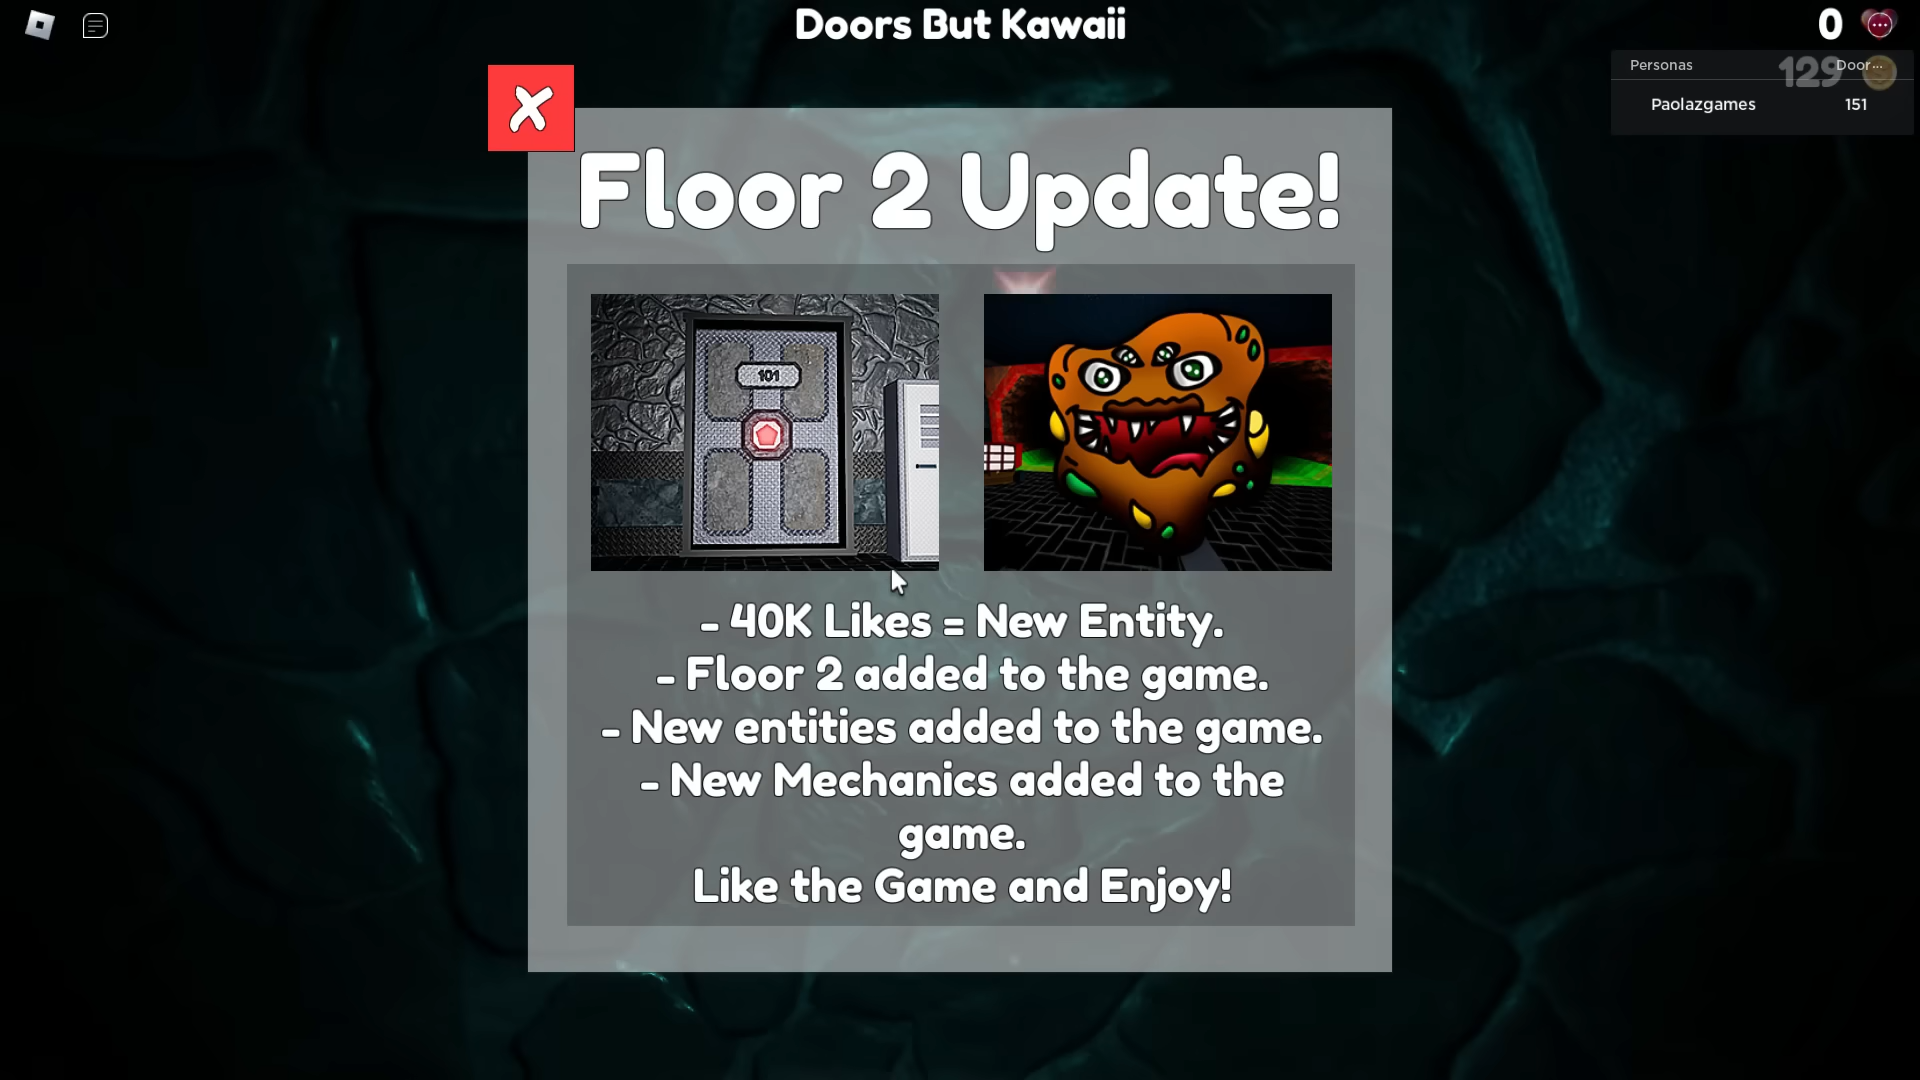 Doors But Kawaii
0
129
Personas Door...
Paolazgames 151
X
Floor 2 Update!
101
- 40K Likes = New Entity.
- Floor 2 added to the game.
- New entities added to the game.
- New Mechanics added to the
game.
Like the Game and Enjoy!